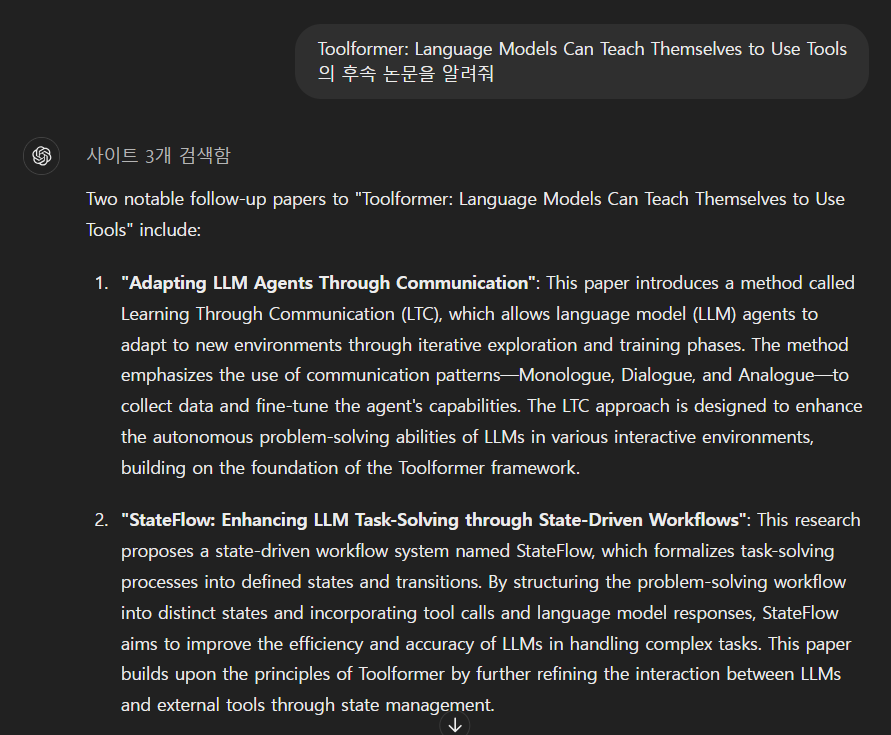 Toolformer: Language Models Can Teach Themselves to Use Tools
의 후속 논문을 알려줘
사이트 3개 검색함
Two notable follow-up papers to "Toolformer: Language Models Can Teach Themselves to Use
Tools" include:
1. "Adapting LLM Agents Through Communication": This paper introduces a method called
Learning Through Communication (LTC), which allows language model (LLM) agents to
adapt to new environments through iterative exploration and training phases. The method
emphasizes the use of communication patterns—Monologue, Dialogue, and Analogue—to
collect data and fine-tune the agent's capabilities. The LTC approach is designed to enhance
the autonomous problem-solving abilities of LLMs in various interactive environments,
building on the foundation of the Toolformer framework.
2. "StateFlow: Enhancing LLM Task-Solving through State-Driven Workflows": This research
proposes a state-driven workflow system named StateFlow, which formalizes task-solving
processes into defined states and transitions. By structuring the problem-solving workflow
into distinct states and incorporating tool calls and language model responses, StateFlow
aims to improve the efficiency and accuracy of LLMs in handling complex tasks. This paper
builds upon the principles of Toolformer by further refining the interaction between LLMs
and external tools through state management.